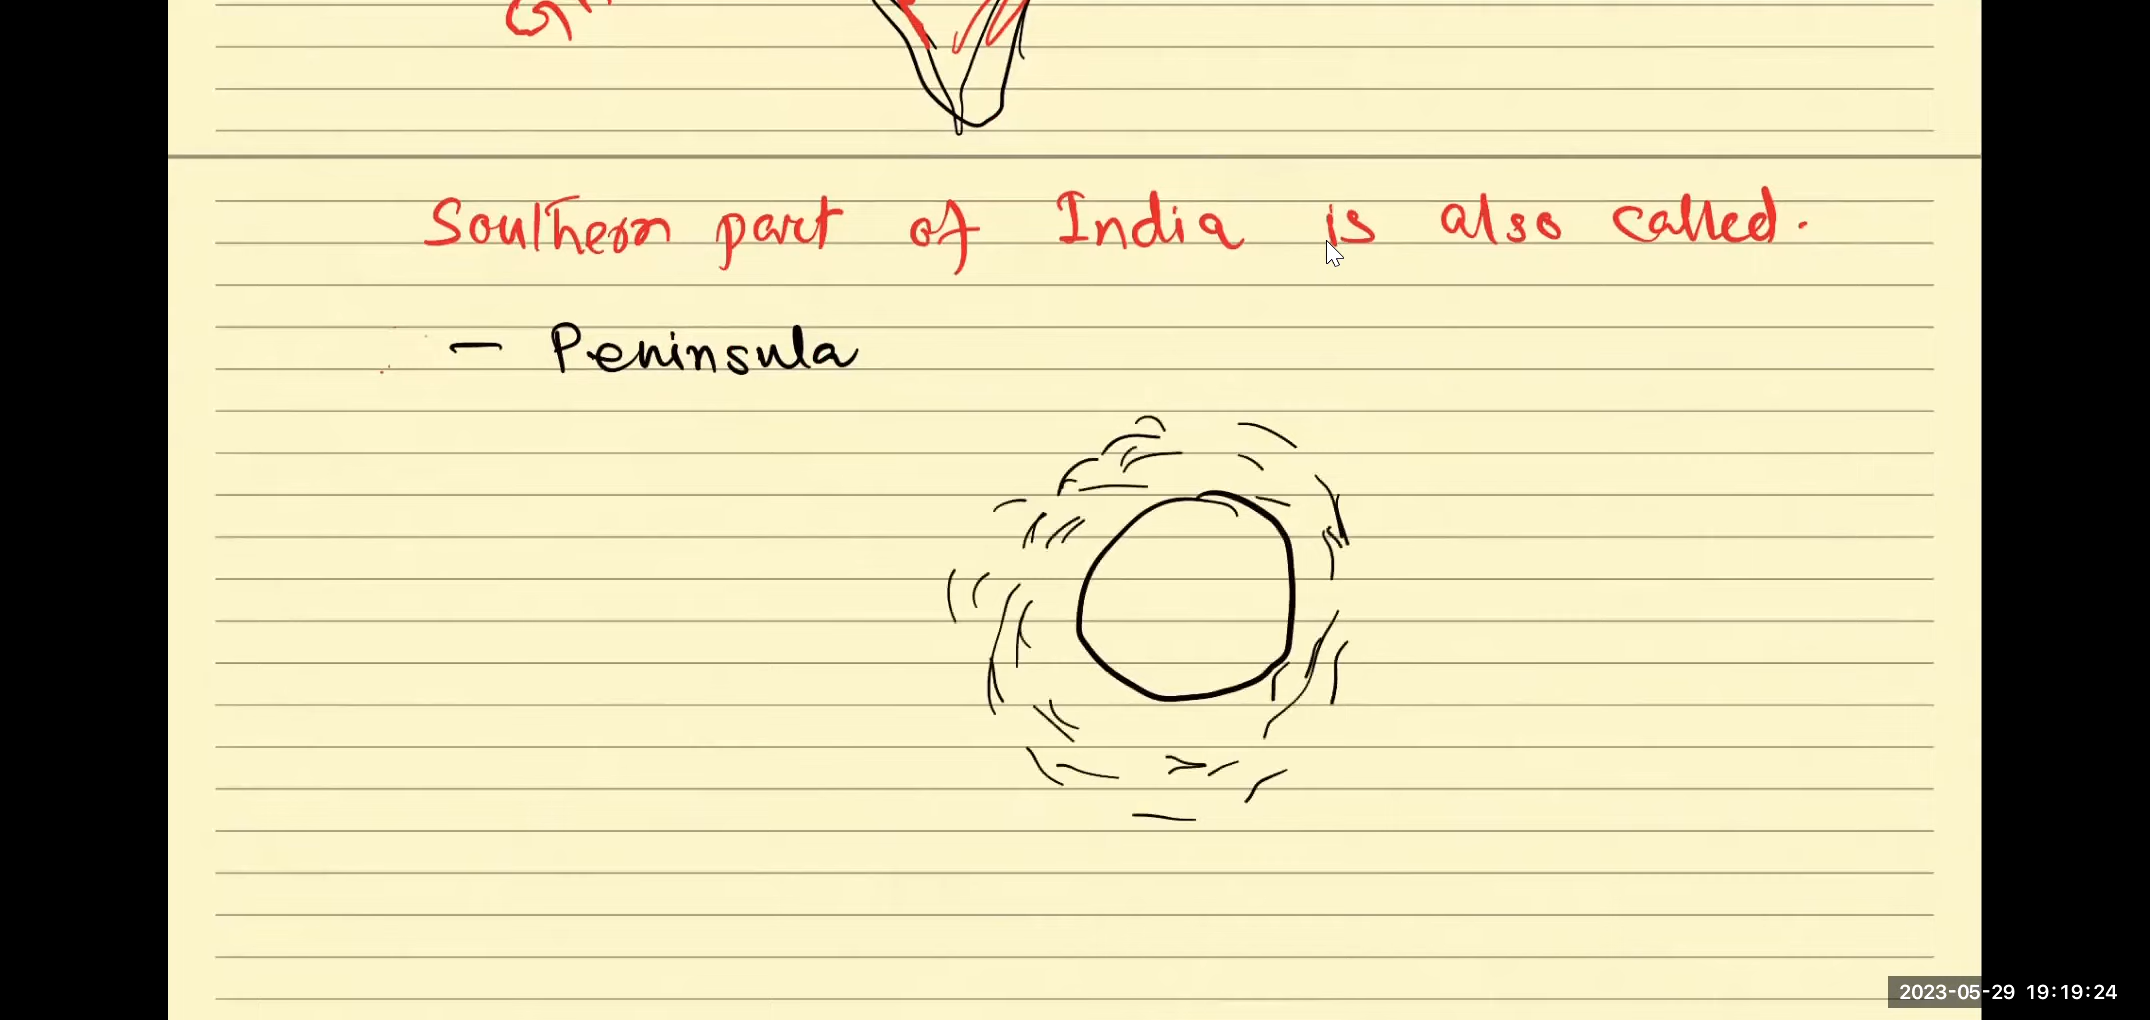 Southern part of India is also called.
— Peninsula
2023-05-29 19:19:24